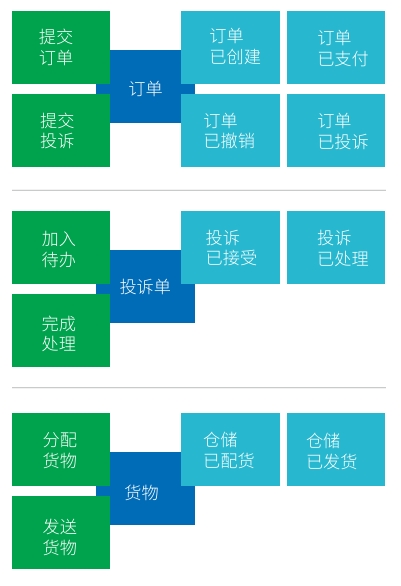 提交
订单
订单
订单
已创建
订单
已支付
提交
投诉
订单
已撤销
订单
已投诉
加入
待办
投诉单
投诉
已接受
投诉
已处理
完成
处理
分配
货物
货物
仓储
已配货
仓储
已发货
发送
货物